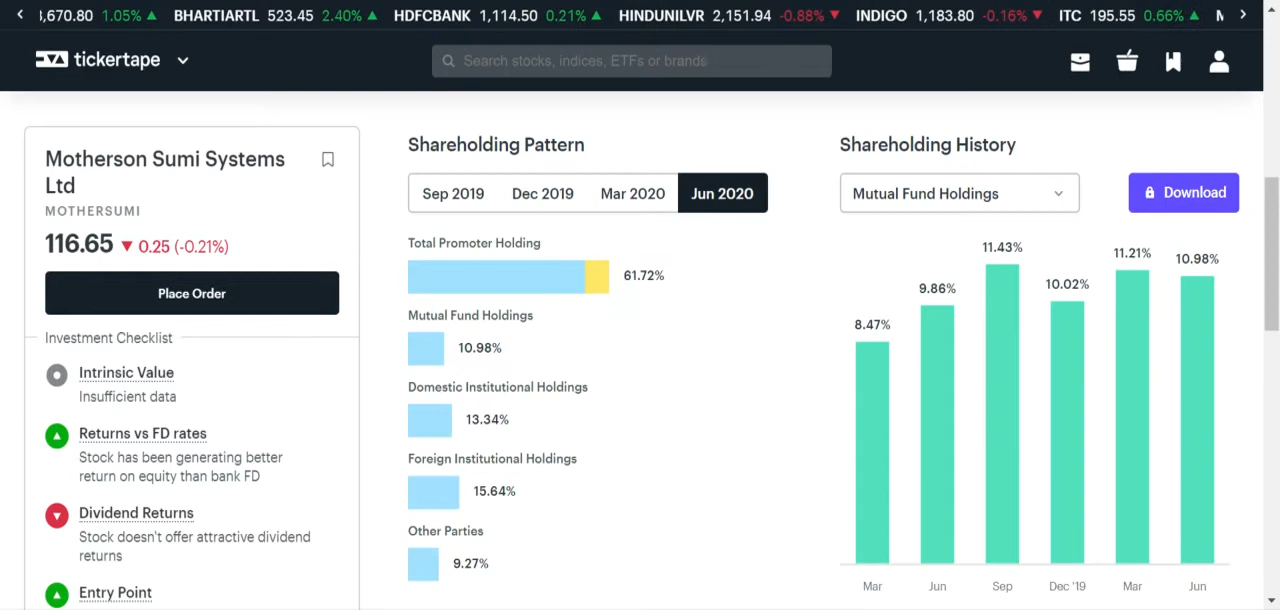 ,670.80 1.05% ▲ BHARTIARTL 523.45 2.40% ▲ HDFCBANK 1,114.50 0.21% ▲ HINDUNILVR 2,151.94 -0.88% ▼ INDIGO 1,183.80 -0.16% ▼ ITC 195.55 0.66% ▲
tickertape
Search stocks, indices, ETFs or brands
Motherson Sumi Systems
Ltd
MOTHERSUMI
116.65 ▼ 0.25 (-0.21%)
Place Order
Investment Checklist
Intrinsic Value
Insufficient data
Returns vs FD rates
Stock has been generating better
return on equity than bank FD
Dividend Returns
Stock doesn't offer attractive dividend
returns
Entry Point
Shareholding Pattern
Sep 2019 Dec 2019 Mar 2020 Jun 2020
Total Promoter Holding
61.72%
Mutual Fund Holdings
10.98%
Domestic Institutional Holdings
13.34%
Foreign Institutional Holdings
15.64%
Other Parties
9.27%
Shareholding History
Mutual Fund Holdings
Download
8.47% 9.86% 11.43% 10.02% 11.21% 10.98%
Mar Jun Sep Dec '19 Mar Jun